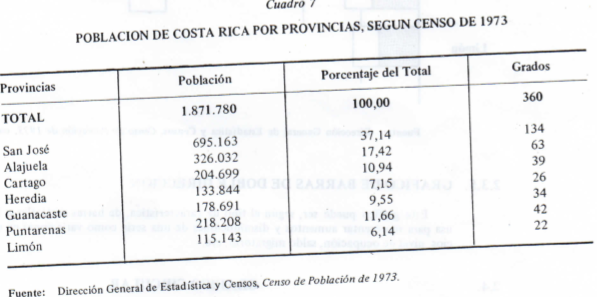 Cuadro 7
POBLACION DE COSTA RICA POR PROVINCIAS, SEGUN CENSO DE 1973
Provincias Población Porcentaje del Total Grados
TOTAL 1.871.780 100,00 360
San José 695.163 37,14 134
Alajuela 326.032 17,42 63
Cartago 204.699 10,94 39
Heredia 133.844 7,15 26
Guanacaste 178.691 9,55 34
Puntarenas 218.208 11,66 42
Limón 115.143 6,14 22
Fuente: Dirección General de Estadística y Censos, Censo de Población de 1973.